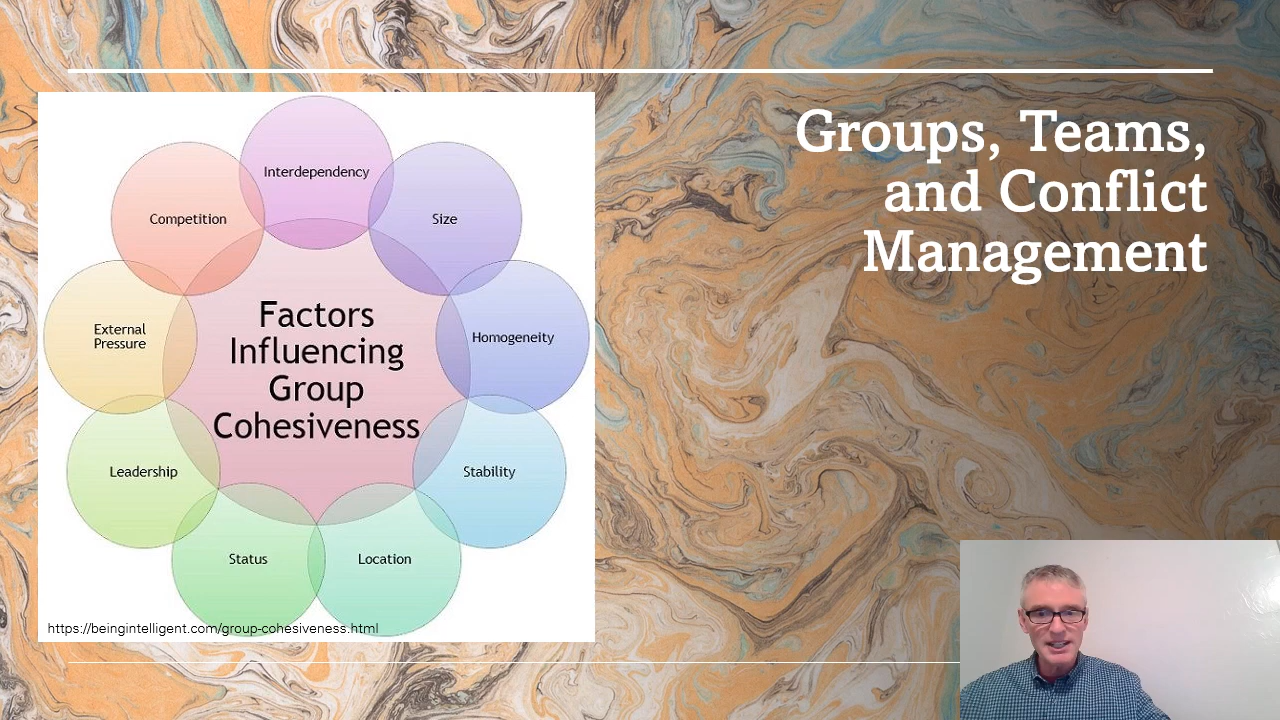 Groups, Teams,
and Conflict
Management
Factors
Influencing
Group
Cohesiveness
Interdependency
Size
Homogeneity
Stability
Location
Status
Leadership
External
Pressure
Competition
https://beingintelligent.com/group-cohesiveness.html